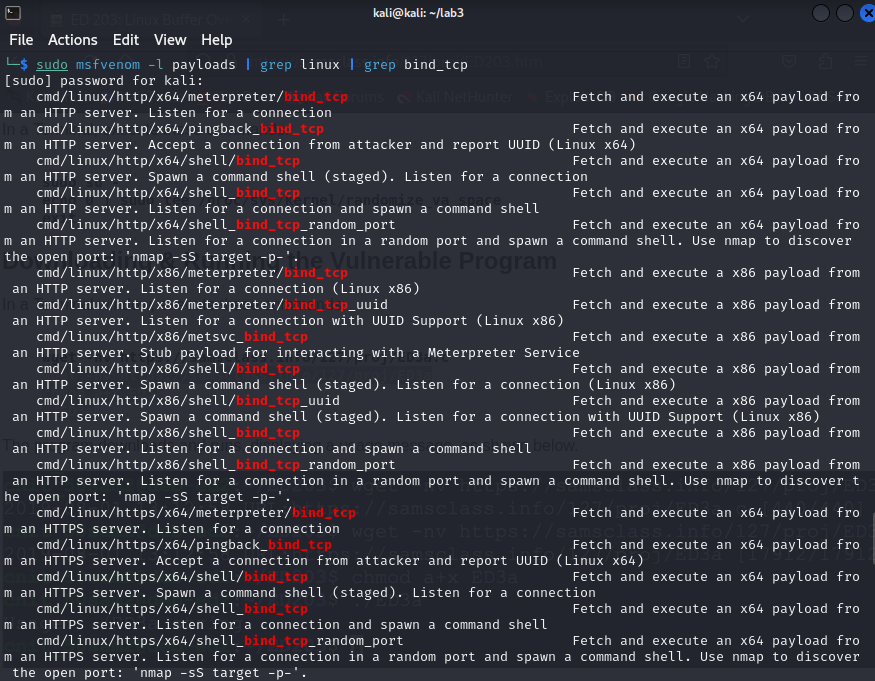 kali@kali: ~/lab3
File Actions Edit View Help
└─$ sudo msfvenom -l payloads | grep linux | grep bind_tcp
[sudo] password for kali:
cmd/linux/http/x64/meterpreter/bind_tcp Fetch and execute an x64 payload fro
m an HTTP server. Listen for a connection
cmd/linux/http/x64/pingback_bind_tcp Fetch and execute an x64 payload fro
m an HTTP server. Accept a connection from attacker and report UUID (Linux x64)
cmd/linux/http/x64/shell/bind_tcp Fetch and execute an x64 payload fro
m an HTTP server. Spawn a command shell (staged). Listen for a connection
cmd/linux/http/x64/shell_bind_tcp Fetch and execute an x64 payload fro
m an HTTP server. Listen for a connection and spawn a command shell
cmd/linux/http/x64/shell_bind_tcp_random_port Fetch and execute an x64 payload fro
m an HTTP server. Listen for a connection in a random port and spawn a command shell. Use nmap to discover
the open port: 'nmap -sS target -p-'.
cmd/linux/http/x86/meterpreter/bind_tcp Fetch and execute a x86 payload from
an HTTP server. Listen for a connection (Linux x86)
cmd/linux/http/x86/meterpreter/bind_tcp_uuid Fetch and execute a x86 payload from
an HTTP server. Listen for a connection with UUID Support (Linux x86)
cmd/linux/http/x86/metsvc_bind_tcp Fetch and execute a x86 payload from
an HTTP server. Stub payload for interacting with a Meterpreter Service
cmd/linux/http/x86/shell/bind_tcp Fetch and execute a x86 payload from
an HTTP server. Spawn a command shell (staged). Listen for a connection (Linux x86)
cmd/linux/http/x86/shell/bind_tcp_uuid Fetch and execute a x86 payload from
an HTTP server. Spawn a command shell (staged). Listen for a connection with UUID Support (Linux x86)
cmd/linux/http/x86/shell_bind_tcp Fetch and execute a x86 payload from
an HTTP server. Listen for a connection and spawn a command shell
cmd/linux/http/x86/shell_bind_tcp_random_port Fetch and execute a x86 payload from
an HTTP server. Listen for a connection in a random port and spawn a command shell. Use nmap to discover t
he open port: 'nmap -sS target -p-'.
cmd/linux/https/x64/meterpreter/bind_tcp Fetch and execute an x64 payload fro
m an HTTPS server. Listen for a connection
cmd/linux/https/x64/pingback_bind_tcp Fetch and execute an x64 payload fro
m an HTTPS server. Accept a connection from attacker and report UUID (Linux x64)
cmd/linux/https/x64/shell/bind_tcp Fetch and execute an x64 payload fro
m an HTTPS server. Spawn a command shell (staged). Listen for a connection
cmd/linux/https/x64/shell_bind_tcp Fetch and execute an x64 payload fro
m an HTTPS server. Listen for a connection and spawn a command shell
cmd/linux/https/x64/shell_bind_tcp_random_port Fetch and execute an x64 payload fro
m an HTTPS server. Listen for a connection in a random port and spawn a command shell. Use nmap to discover
the open port: 'nmap -sS target -p-'.